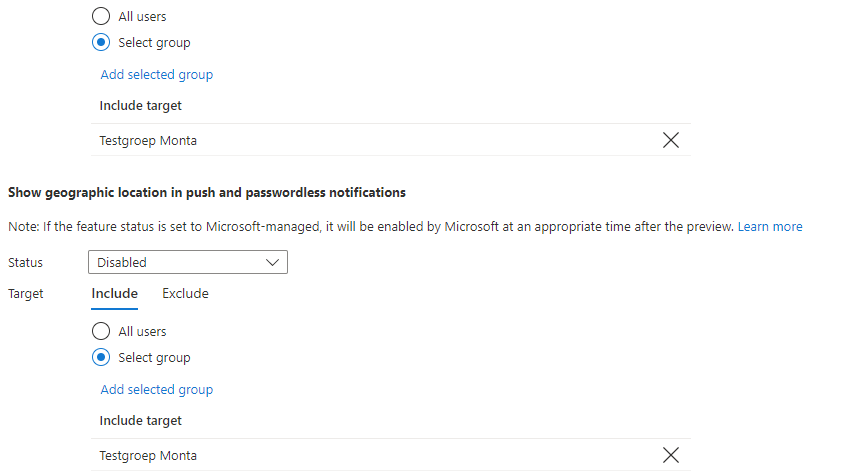 All users
Select group
Add selected group
Include target
Testgroep Monta
Show geographic location in push and passwordless notifications
Note: If the feature status is set to Microsoft-managed, it will be enabled by Microsoft at an appropriate time after the preview. Learn more
Status Disabled
Target Include Exclude
All users
Select group
Add selected group
Include target
Testgroep Monta